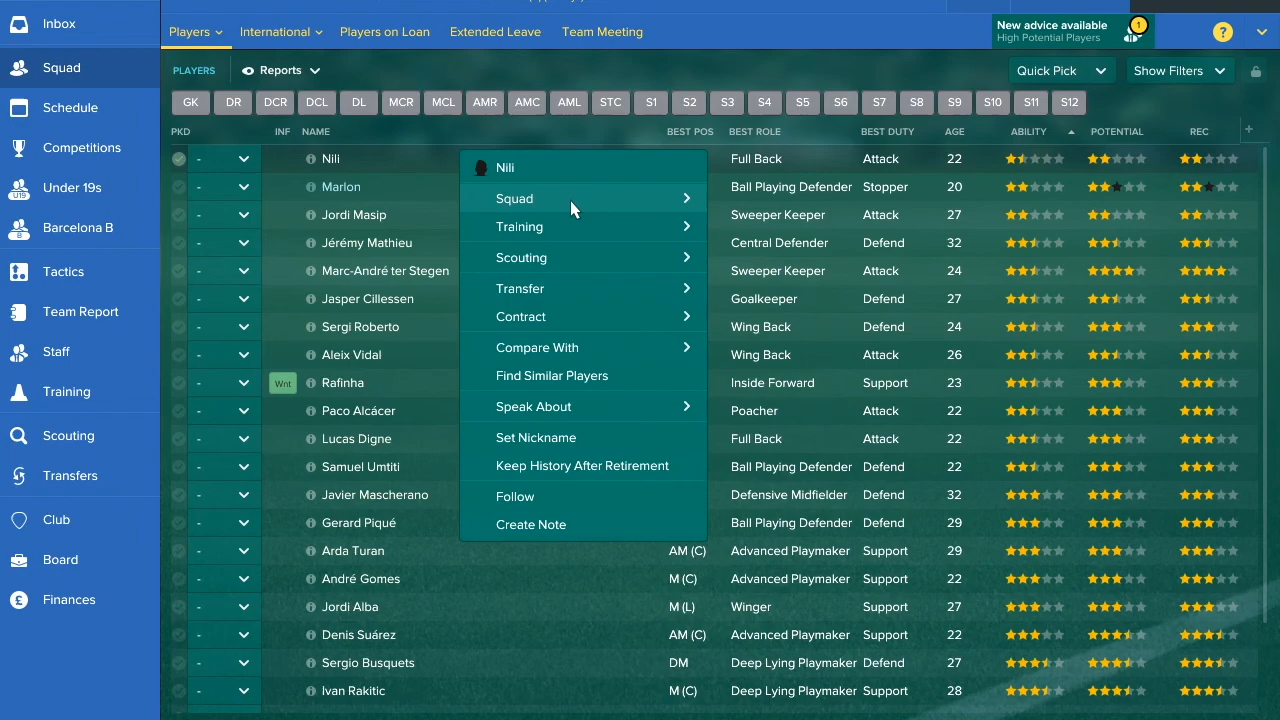 Inbox
Squad
Schedule
Competitions
U19
Under 19s
B
Barcelona B
Tactics
Team Report
Staff
Training
Scouting
Transfers
Club
Board
£
Finances
Players International Players on Loan Extended Leave Team Meeting
New advice available
High Potential Players
1
?
PLAYERS Reports Quick Pick Show Filters
GK DR DCR DCL DL MCR MCL AMR AMC AML STC S1 S2 S3 S4 S5 S6 S7 S8 S9 S10 S11 S12
PKD INF NAME BEST POS BEST ROLE BEST DUTY AGE ABILITY POTENTIAL REC +
- Nili Full Back Attack 22
- Marlon Ball Playing Defender Stopper 20
- Jordi Masip Sweeper Keeper Attack 27
- Jérémy Mathieu Central Defender Defend 32
- Marc-André ter Stegen Sweeper Keeper Attack 24
- Jasper Cillessen Goalkeeper Defend 27
- Sergi Roberto Wing Back Defend 24
- Aleix Vidal Wing Back Attack 26
- Wnt Rafinha Inside Forward Support 23
- Paco Alcácer Poacher Attack 22
- Lucas Digne Full Back Attack 22
- Samuel Umtiti Ball Playing Defender Defend 22
- Javier Mascherano Defensive Midfielder Defend 32
- Gerard Piqué Ball Playing Defender Defend 29
- Arda Turan AM (C) Advanced Playmaker Support 29
- André Gomes M (C) Advanced Playmaker Support 22
- Jordi Alba M (L) Winger Support 27
- Denis Suárez AM (C) Advanced Playmaker Support 22
- Sergio Busquets DM Deep Lying Playmaker Defend 27
- Ivan Rakitic M (C) Deep Lying Playmaker Support 28
Nili
Squad
Training
Scouting
Transfer
Contract
Compare With
Find Similar Players
Speak About
Set Nickname
Keep History After Retirement
Follow
Create Note